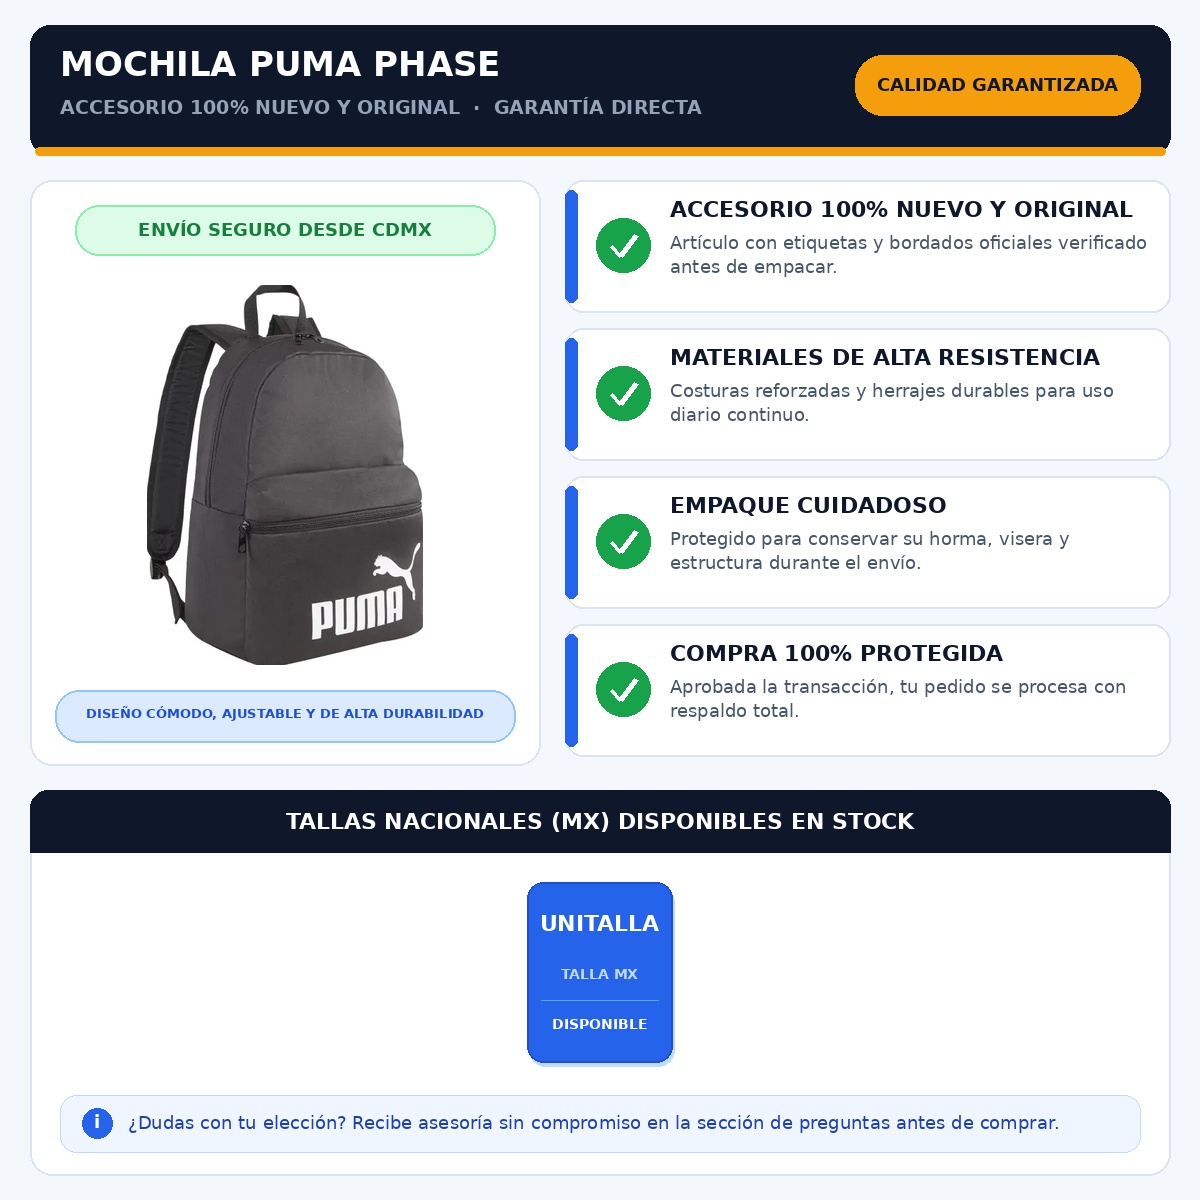 MOCHILA PUMA PHASE
ACCESORIO 100% NUEVO Y ORIGINAL · GARANTÍA DIRECTA
CALIDAD GARANTIZADA
ENVÍO SEGURO DESDE CDMX
PUMA
DISEÑO CÓMODO, AJUSTABLE Y DE ALTA DURABILIDAD
ACCESORIO 100% NUEVO Y ORIGINAL
Artículo con etiquetas y bordados oficiales verificado
antes de empacar.
MATERIALES DE ALTA RESISTENCIA
Costuras reforzadas y herrajes durables para uso
diario continuo.
EMPAQUE CUIDADOSO
Protegido para conservar su horma, visera y
estructura durante el envío.
COMPRA 100% PROTEGIDA
Aprobada la transacción, tu pedido se procesa con
respaldo total.
TALLAS NACIONALES (MX) DISPONIBLES EN STOCK
UNITALLA
TALLA MX
DISPONIBLE
i ¿Dudas con tu elección? Recibe asesoría sin compromiso en la sección de preguntas antes de comprar.